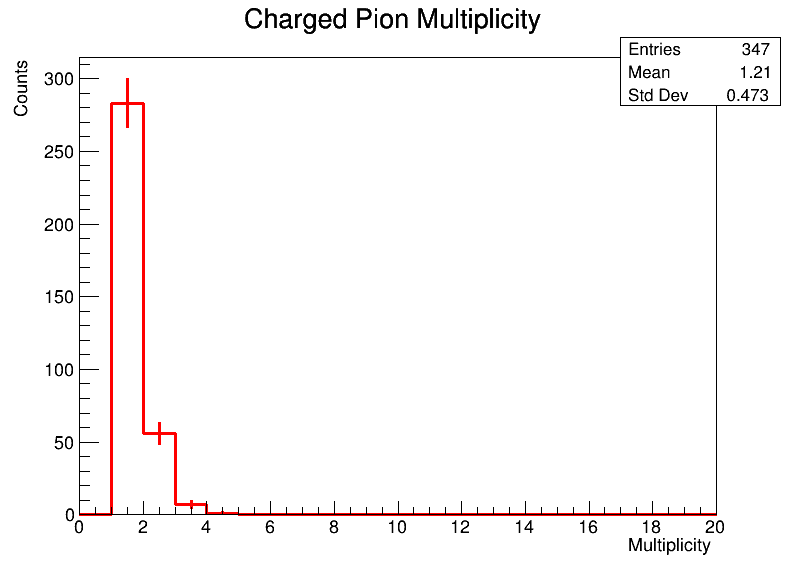 Charged Pion Multiplicity
Entries 347
Mean 1.21
Std Dev 0.473
Counts
300
250
200
150
100
50
0
0 2 4 6 8 10 12 14 16 18 20
Multiplicity